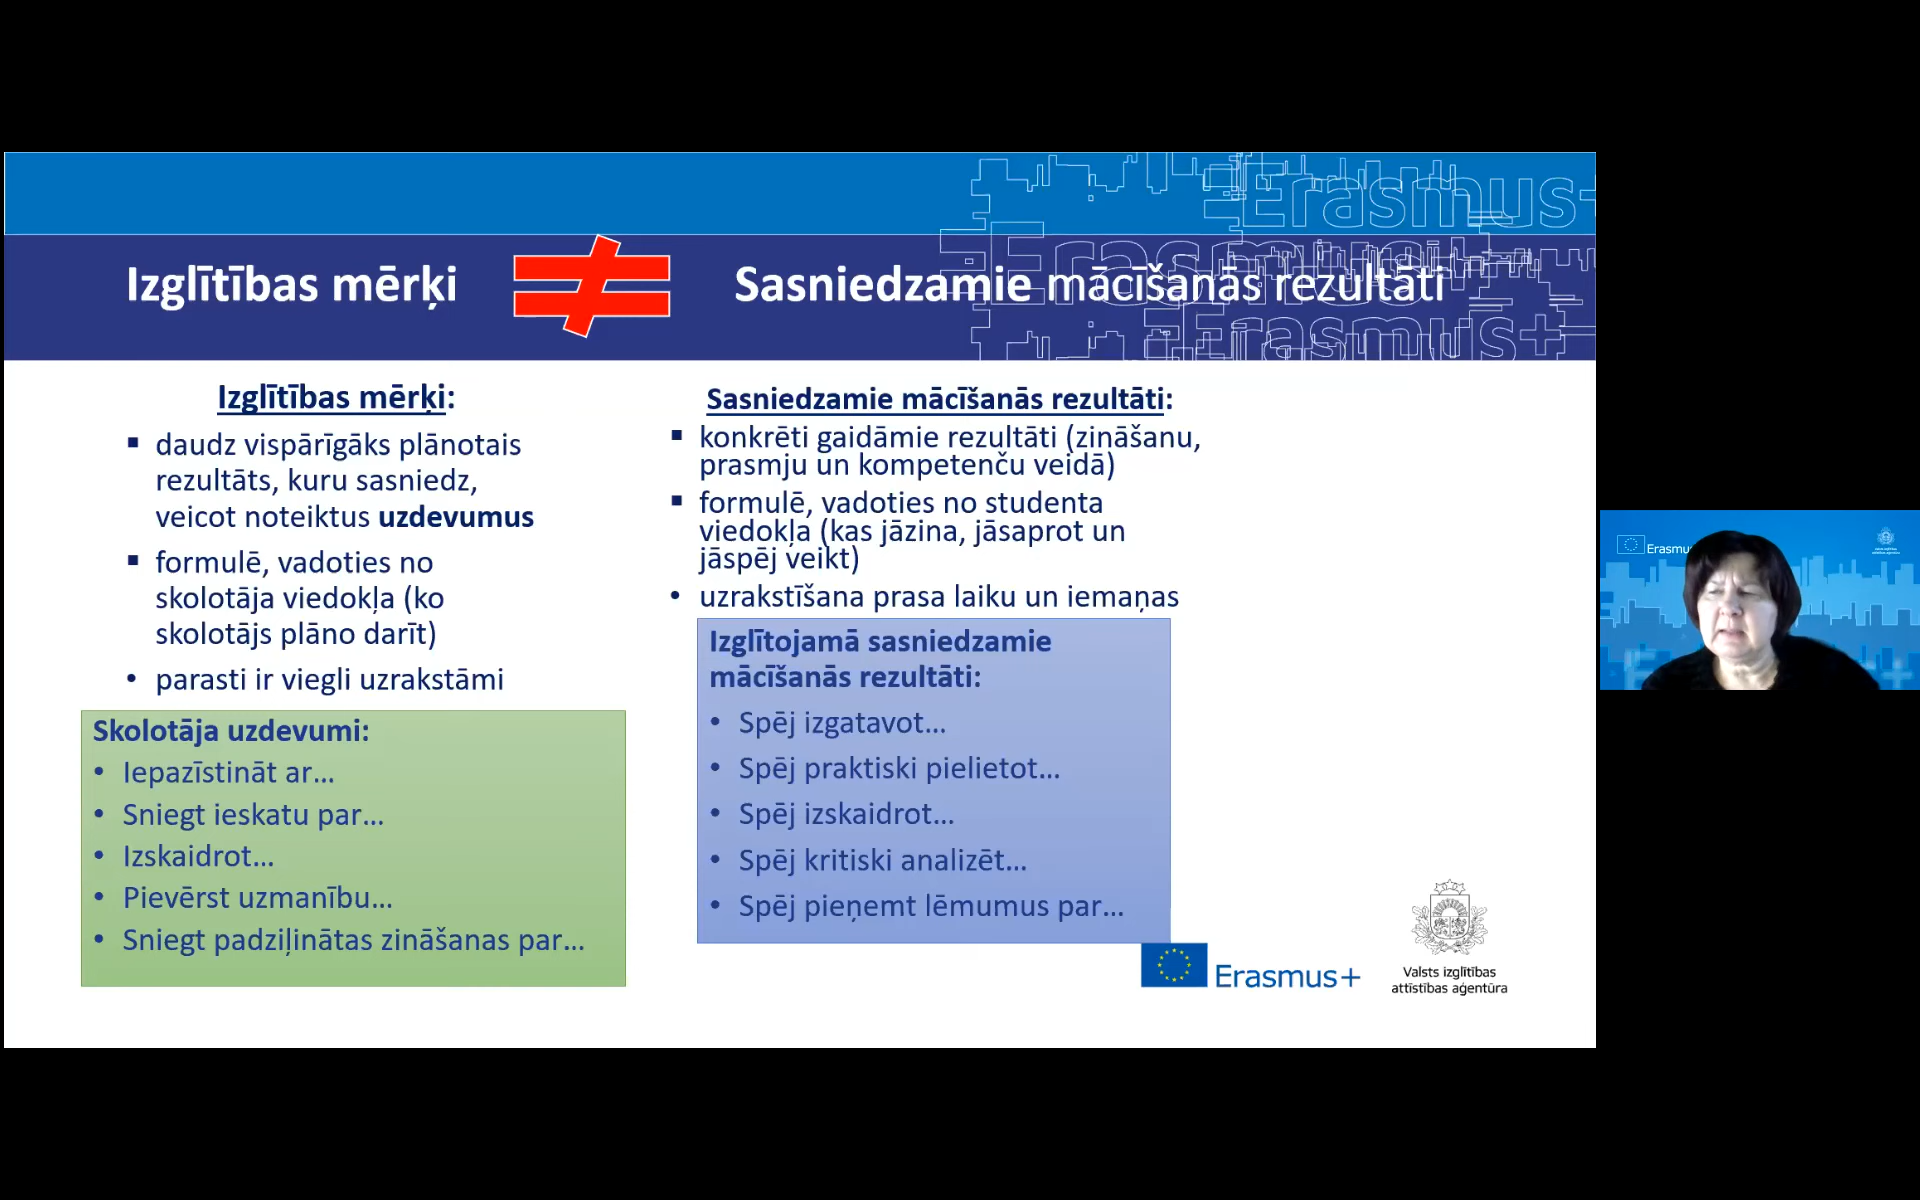 Erasmus+
Izglītības mērķi ≠ Sasniedzamie mācīšanās rezultāti
Erasmus+
Erasmus+
Izglītības mērķi:
▪ daudz vispārīgāks plānotais
rezultāts, kuru sasniedz,
veicot noteiktus uzdevumus
▪ formulē, vadoties no
skolotāja viedokļa (ko
skolotājs plāno darīt)
• parasti ir viegli uzrakstāmi
Skolotāja uzdevumi:
• Iepazīstināt ar...
• Sniegt ieskatu par...
• Izskaidrot...
• Pievērst uzmanību...
• Sniegt padziļinātas zināšanas par...
Sasniedzamie mācīšanās rezultāti:
▪ konkrēti gaidāmie rezultāti (zināšanu,
prasmju un kompetenču veidā)
▪ formulē, vadoties no studenta
viedokļa (kas jāzina, jāsaprot un
jāspēj veikt)
• uzrakstīšana prasa laiku un iemaņas
Izglītojamā sasniedzamie
mācīšanās rezultāti:
• Spēj izgatavot...
• Spēj praktiski pielietot...
• Spēj izskaidrot...
• Spēj kritiski analizēt...
• Spēj pieņemt lēmumus par...
Erasmus+
Valsts izglītības
attīstības aģentūra
Erasmu